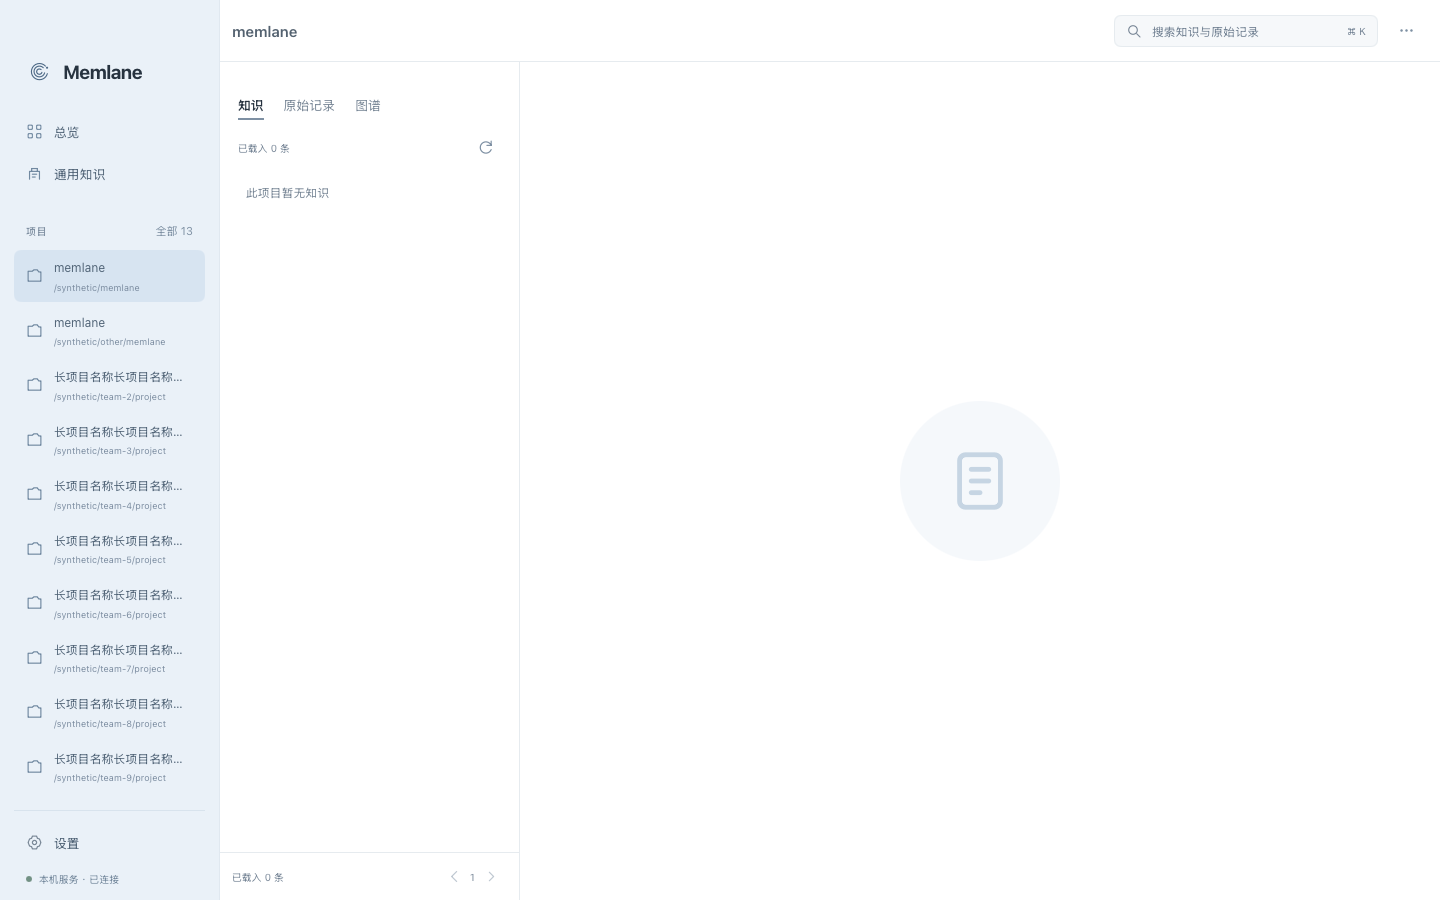 Memlane
总览
通用知识
项目
全部 13
memlane
/synthetic/memlane
memlane
/synthetic/other/memlane
长项目名称长项目名称...
/synthetic/team-2/project
长项目名称长项目名称...
/synthetic/team-3/project
长项目名称长项目名称...
/synthetic/team-4/project
长项目名称长项目名称...
/synthetic/team-5/project
长项目名称长项目名称...
/synthetic/team-6/project
长项目名称长项目名称...
/synthetic/team-7/project
长项目名称长项目名称...
/synthetic/team-8/project
长项目名称长项目名称...
/synthetic/team-9/project
设置
本机服务 · 已连接
memlane
搜索知识与原始记录
⌘ K
知识
原始记录
图谱
已载入 0 条
此项目暂无知识
已载入 0 条
1